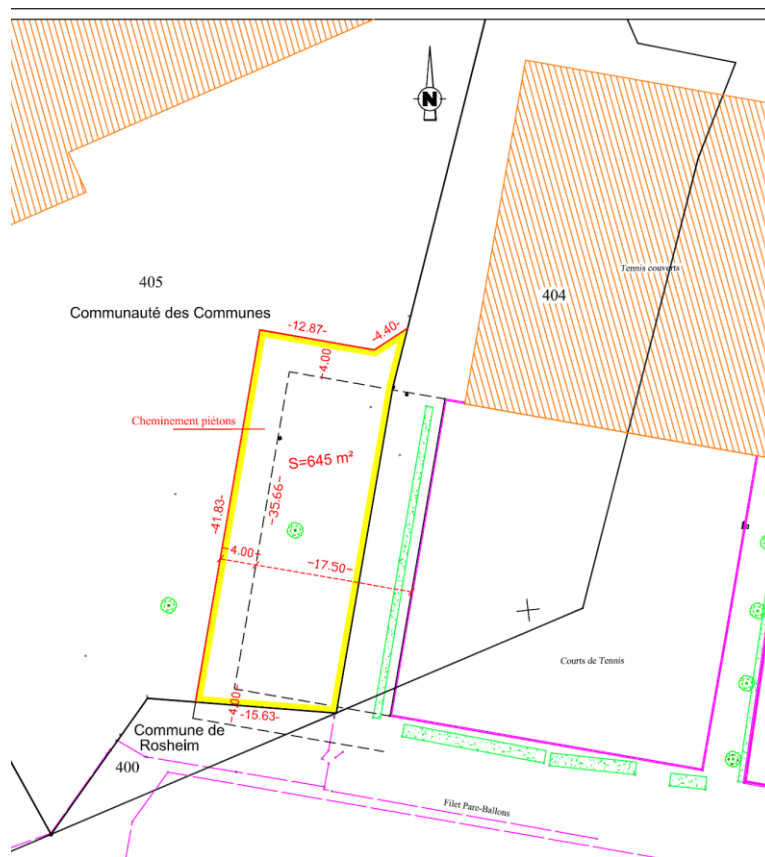 N
Tennis couverts
405
404
Communauté des Communes
-12.87-
-4.40-
-4.00-
Cheminement piétons
S=645 m²
-35.66-
-41.83-
-4.00-
-17.50-
Courts de Tennis
-4.00-
-15.63-
Commune de
Rosheim
400
Filet Pare-Ballons